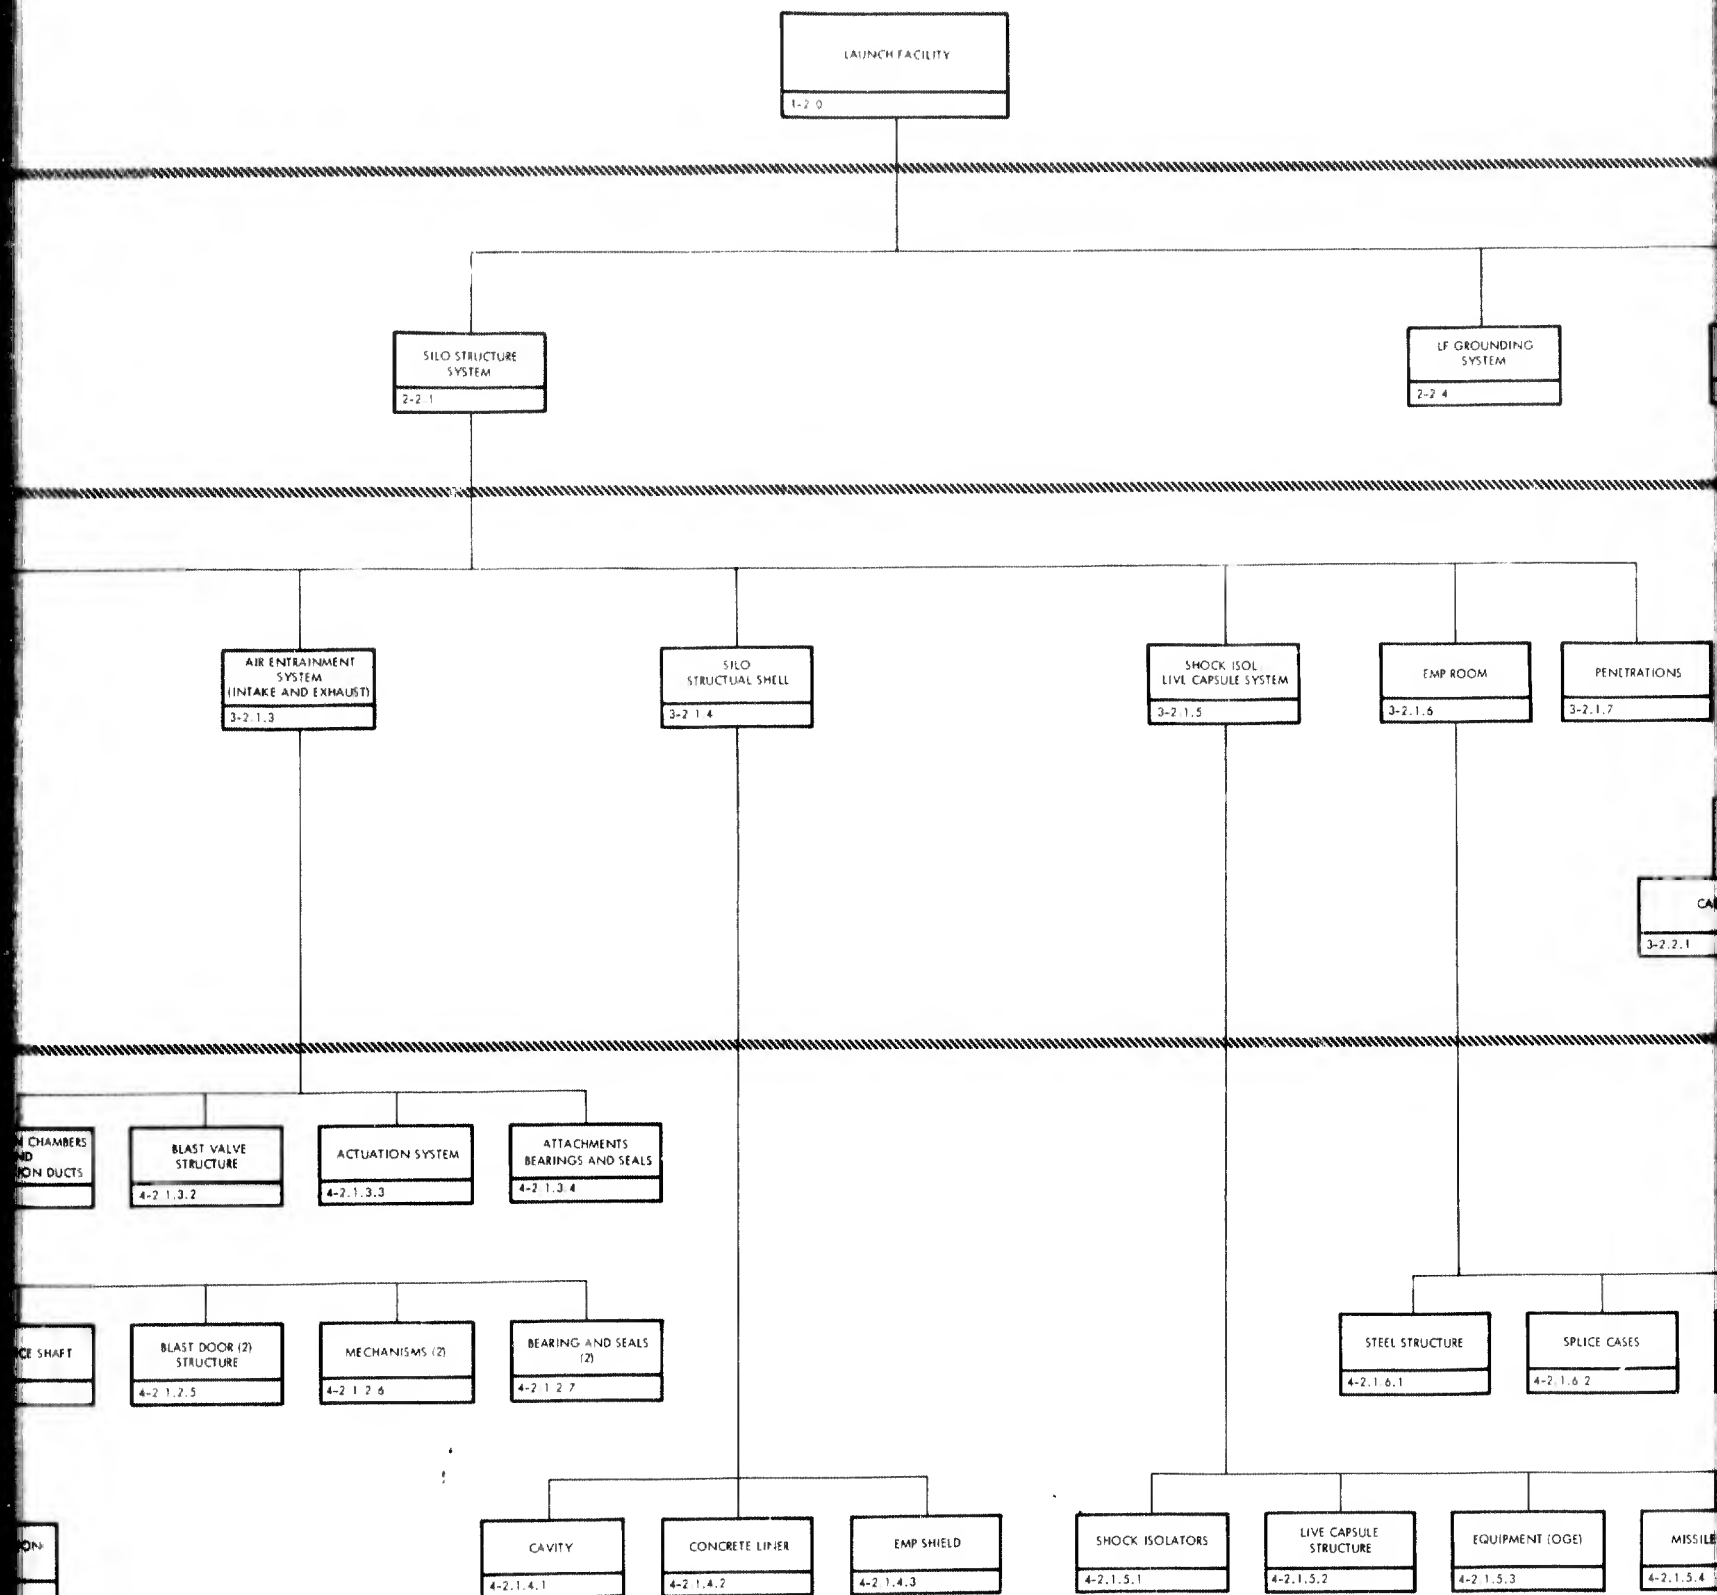 LAUNCH FACILITY
1-2 0
SILO STRUCTURE
SYSTEM
2-2 1
LF GROUNDING
SYSTEM
2-2 4
AIR ENTRAINMENT
SYSTEM
(INTAKE AND EXHAUST)
3-2.1.3
SILO
STRUCTUAL SHELL
3-2 1 4
SHOCK ISOL
LIVE CAPSULE SYSTEM
3-2.1.5
EMP ROOM
3-2.1.6
PENETRATIONS
3-2.1.7
3-2.2.1
CHAMBERS
DUCTS
BLAST VALVE
STRUCTURE
4-2 1.3.2
ACTUATION SYSTEM
4-2.1.3.3
ATTACHMENTS
BEARINGS AND SEALS
4-2 1.3.4
SHAFT
BLAST DOOR (2)
STRUCTURE
4-2 1.2.5
MECHANISMS (2)
4-2 1 2 6
BEARING AND SEALS
(2)
4-2 1 2 7
STEEL STRUCTURE
4-2.1.6.1
SPLICE CASES
4-2.1.6 2
CAVITY
4-2.1.4.1
CONCRETE LINER
4-2 1.4.2
EMP SHIELD
4-2 1.4.3
SHOCK ISOLATORS
4-2.1.5.1
LIVE CAPSULE
STRUCTURE
4-2.1.5.2
EQUIPMENT (OGE)
4-2.1.5.3
MISSILE
4-2.1.5.4